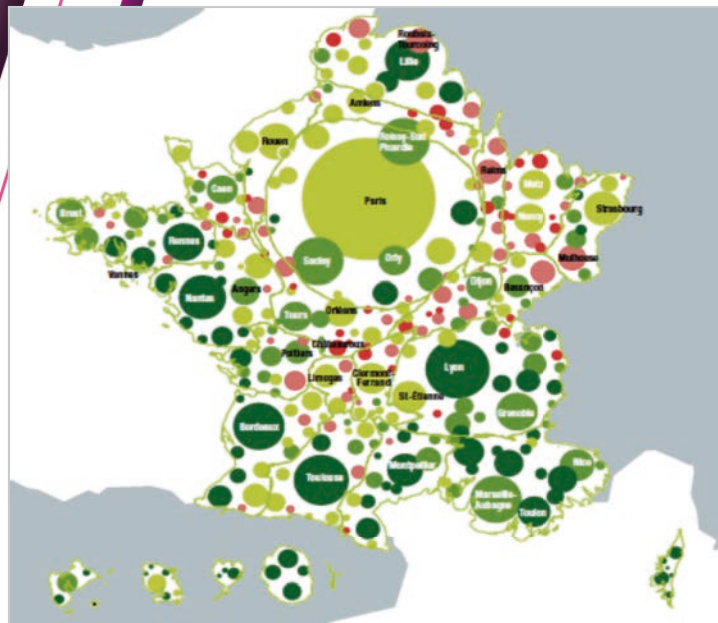 Roubaix-
Tourcoing
Lille
Amiens
Rouen
Roissy-Sud
Picardie
Reims
Caen
Metz
Paris
Nancy
Strasbourg
Brest
Rennes
Saclay
Orly
Mulhouse
Vannes
Nantes
Angers
Dijon
Besançon
Tours
Orléans
Châteauroux
Poitiers
Limoges
Clermont-
Ferrand
Lyon
St-Étienne
Grenoble
Bordeaux
Toulouse
Montpellier
Nice
Marseille-
Aubagne
Toulon